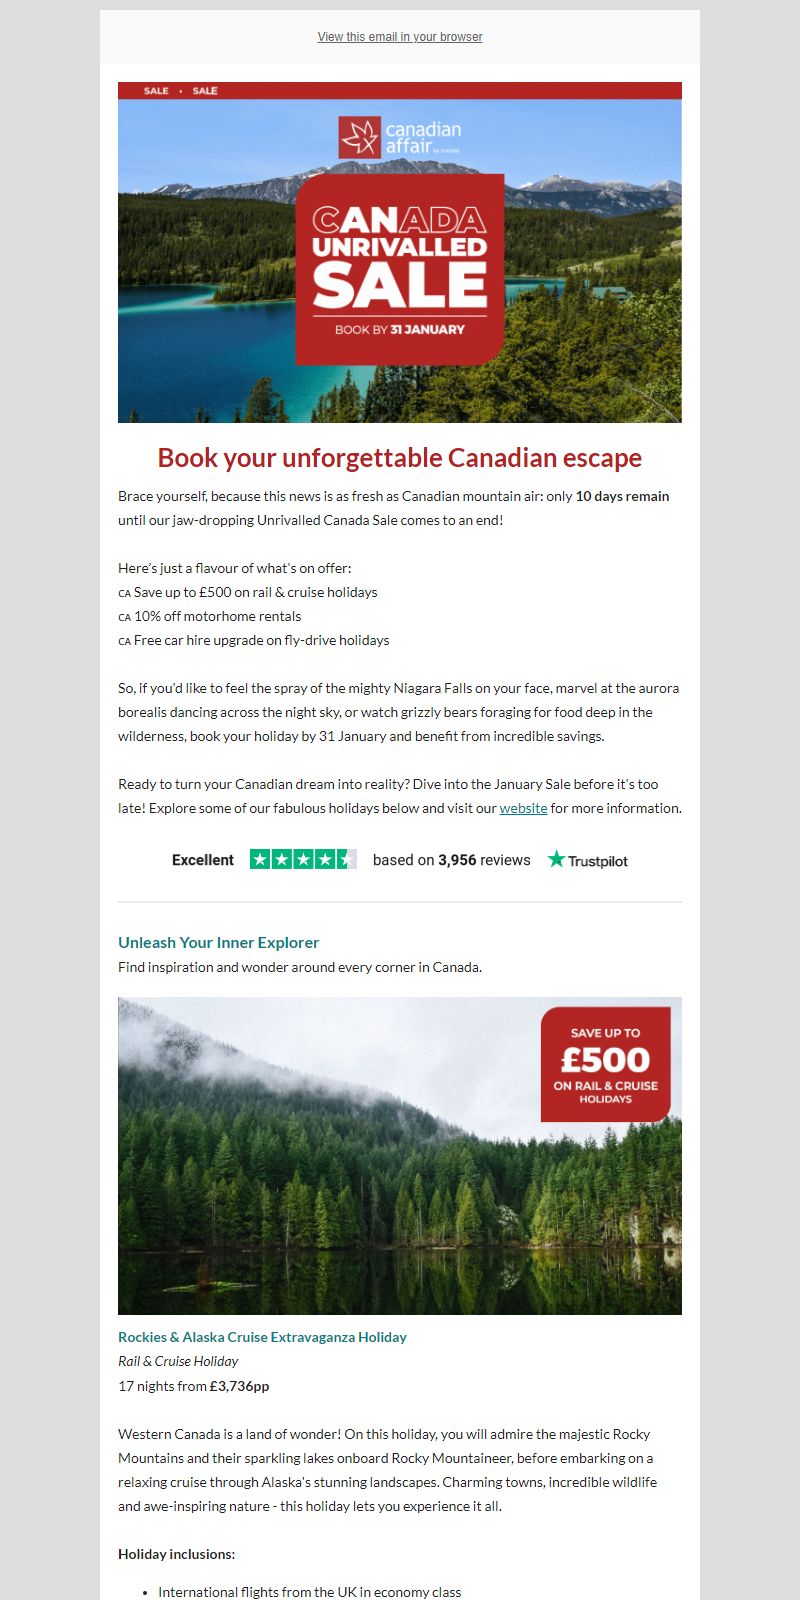 View this email in your browser
SALE • SALE
canadian
affair by transat
CANADA
UNRIVALLED
SALE
BOOK BY 31 JANUARY
Book your unforgettable Canadian escape
Brace yourself, because this news is as fresh as Canadian mountain air: only 10 days remain
until our jaw-dropping Unrivalled Canada Sale comes to an end!
Here's just a flavour of what's on offer:
CA Save up to £500 on rail & cruise holidays
CA 10% off motorhome rentals
CA Free car hire upgrade on fly-drive holidays
So, if you'd like to feel the spray of the mighty Niagara Falls on your face, marvel at the aurora
borealis dancing across the night sky, or watch grizzly bears foraging for food deep in the
wilderness, book your holiday by 31 January and benefit from incredible savings.
Ready to turn your Canadian dream into reality? Dive into the January Sale before it's too
late! Explore some of our fabulous holidays below and visit our website for more information.
Excellent based on 3,956 reviews Trustpilot
Unleash Your Inner Explorer
Find inspiration and wonder around every corner in Canada.
SAVE UP TO
£500
ON RAIL & CRUISE
HOLIDAYS
Rockies & Alaska Cruise Extravaganza Holiday
Rail & Cruise Holiday
17 nights from £3,736pp
Western Canada is a land of wonder! On this holiday, you will admire the majestic Rocky
Mountains and their sparkling lakes onboard Rocky Mountaineer, before embarking on a
relaxing cruise through Alaska's stunning landscapes. Charming towns, incredible wildlife
and awe-inspiring nature - this holiday lets you experience it all.
Holiday inclusions:
• International flights from the UK in economy class